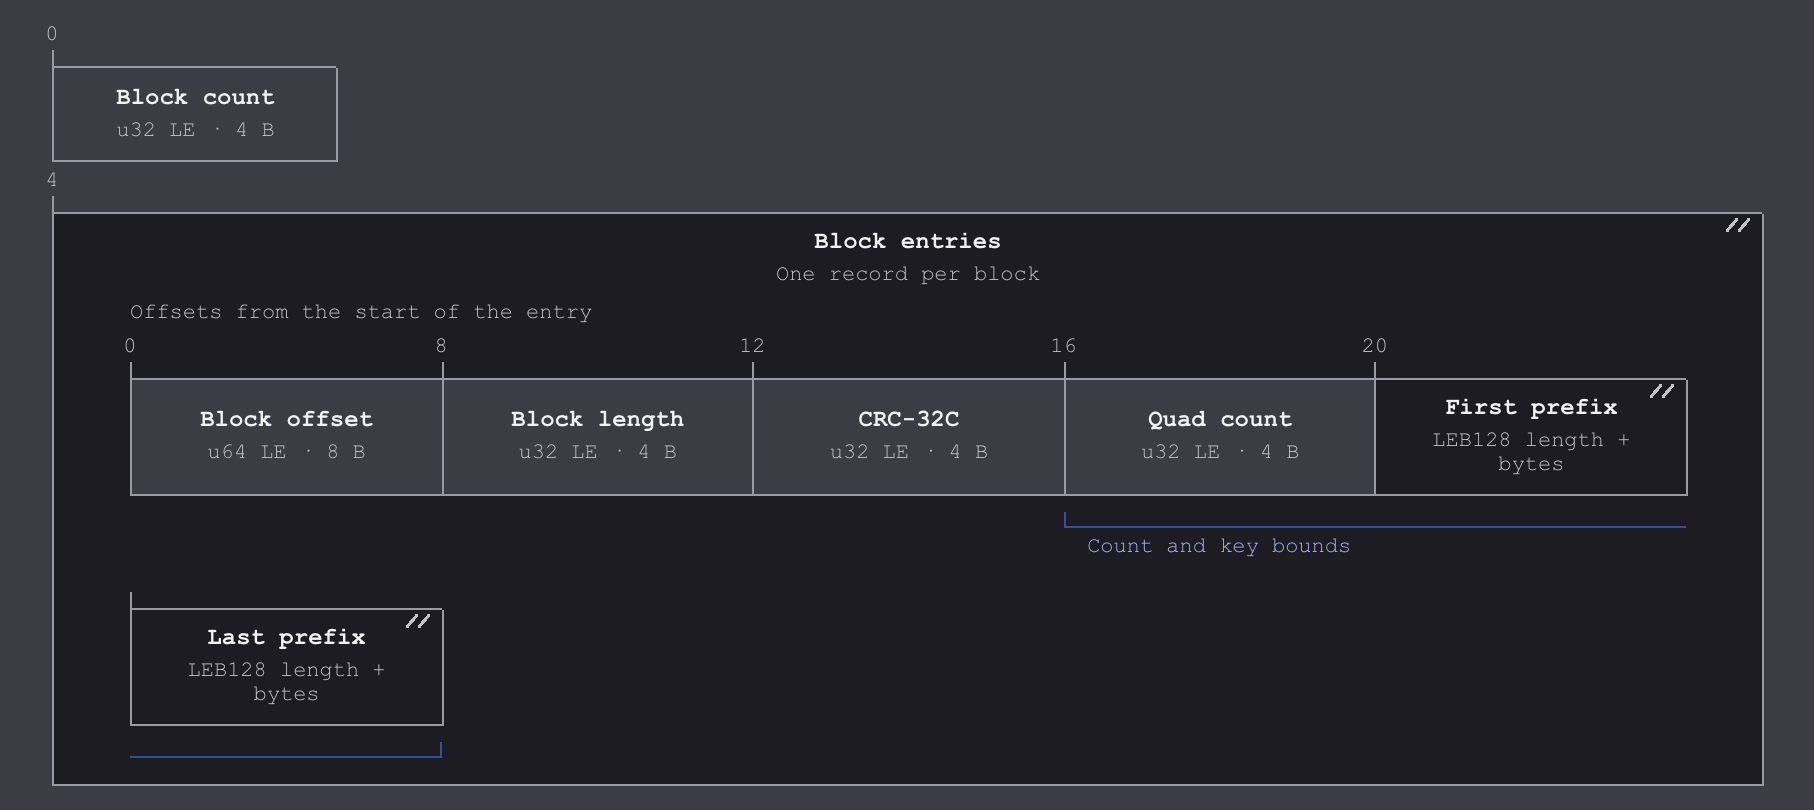 0
Block count
u32 LE · 4 B
4
Block entries
One record per block
Offsets from the start of the entry
0 8 12 16 20
Block offset
u64 LE · 8 B
Block length
u32 LE · 4 B
CRC-32C
u32 LE · 4 B
Quad count
u32 LE · 4 B
First prefix
LEB128 length +
bytes
Count and key bounds
Last prefix
LEB128 length +
bytes